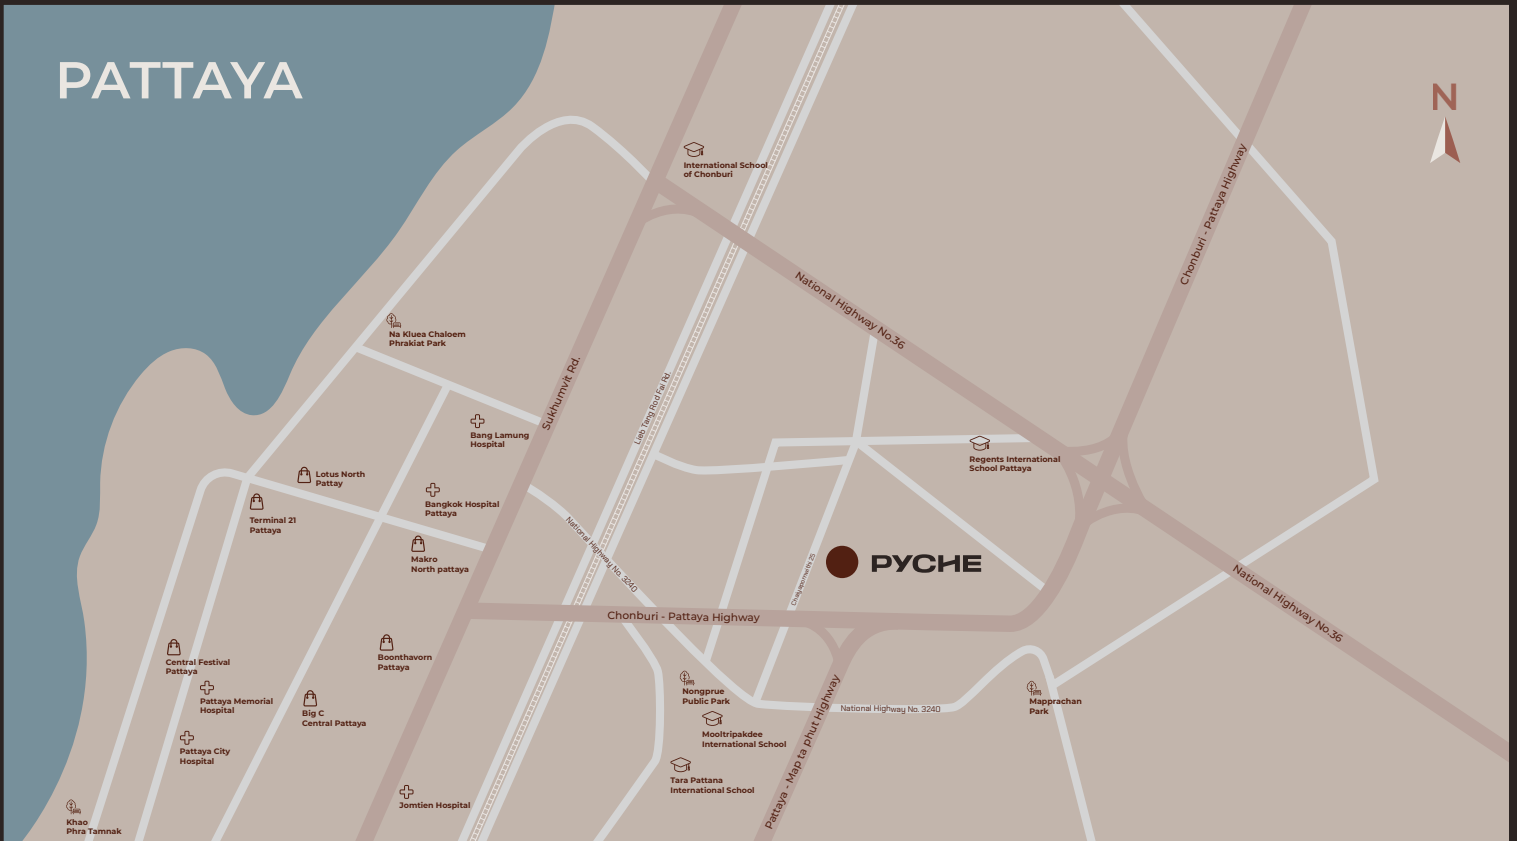 PATTAYA
N
International School
of Chonburi
Chonburi - Pattaya Highway
National Highway No.36
Na Kluea Chaloem
Phrakiat Park
Sukhumvit Rd.
Lieb Tang Rod Fai Rd.
Bang Lamung
Hospital
Regents International
School Pattaya
Lotus North
Pattay
Bangkok Hospital
Pattaya
Terminal 21
Pattaya
Makro
North pattaya
National Highway No. 3240
Chaiyapornvithi 25
PYCHE
National Highway No.36
Chonburi - Pattaya Highway
Central Festival
Pattaya
Boonthavorn
Pattaya
Pattaya Memorial
Hospital
Big C
Central Pattaya
Nongprue
Public Park
National Highway No. 3240
Mapprachan
Park
Mooltripakdee
International School
Pattaya City
Hospital
Pattaya - Map ta phut Highway
Tara Pattana
International School
Jomtien Hospital
Khao
Phra Tamnak